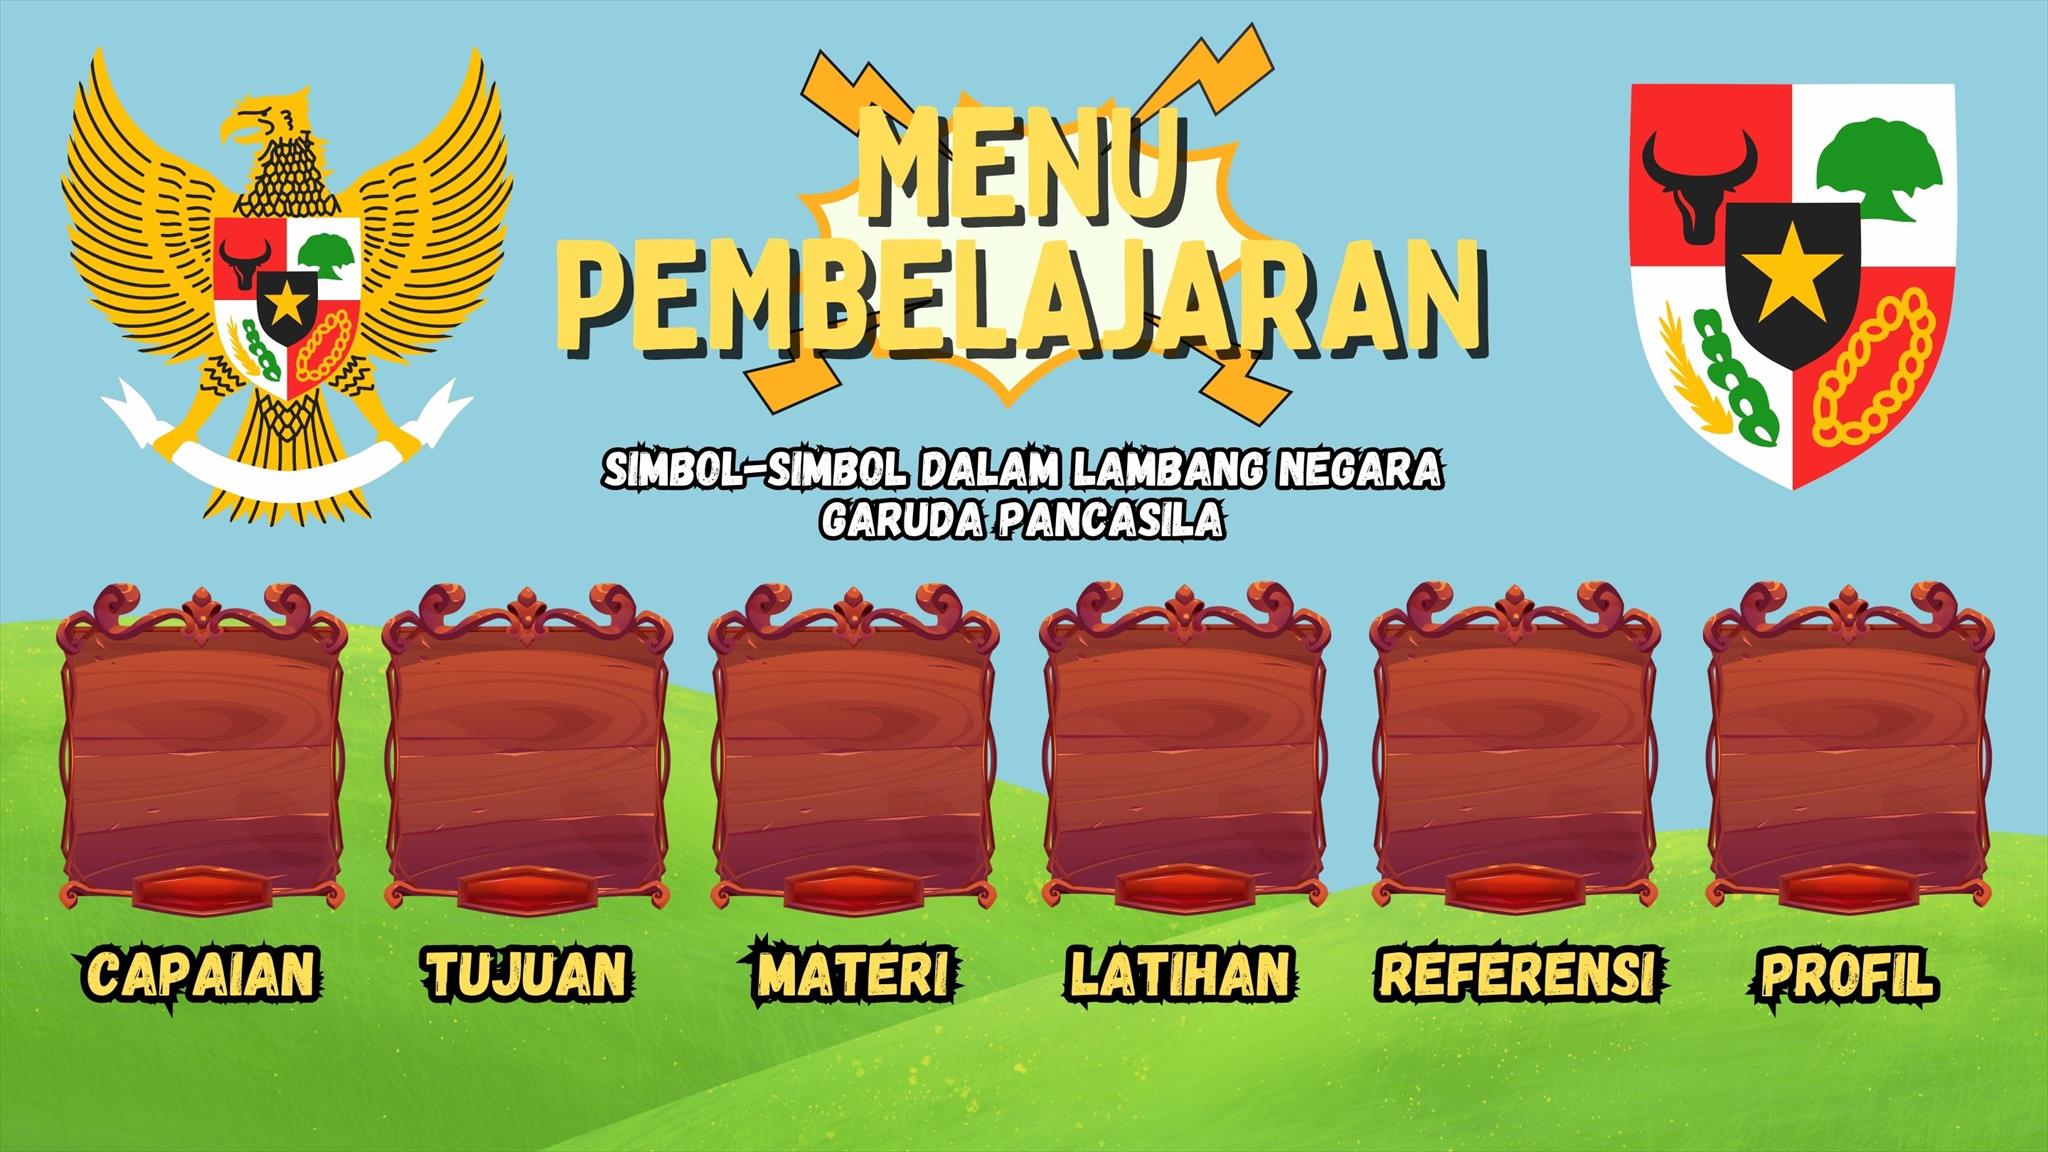 MENU
PEMBELAJARAN
SIMBOL-SIMBOL DALAM LAMBANG NEGARA
GARUDA PANCASILA
CAPAIAN
TUJUAN
MATERI
LATIHAN
REFERENSI
PROFIL